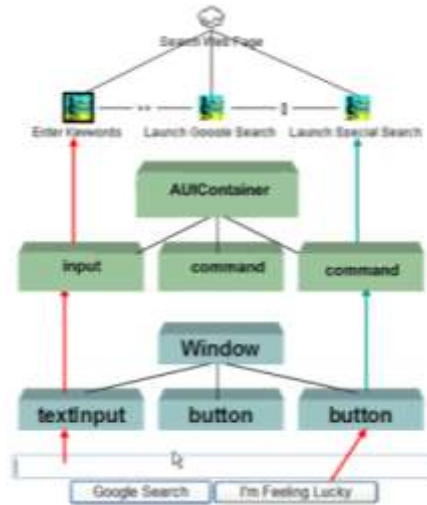 Search Web Page
Enter Keywords Launch Google Search Launch Special Search
AUIContainer
input command command
Window
textInput button button
Google Search I'm Feeling Lucky